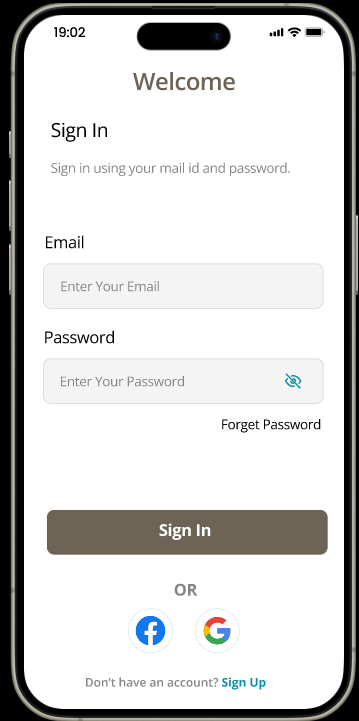 19:02
Welcome
Sign In
Sign in using your mail id and password.
Email
Enter Your Email
Password
Enter Your Password
Forget Password
Sign In
OR
Don't have an account? Sign Up